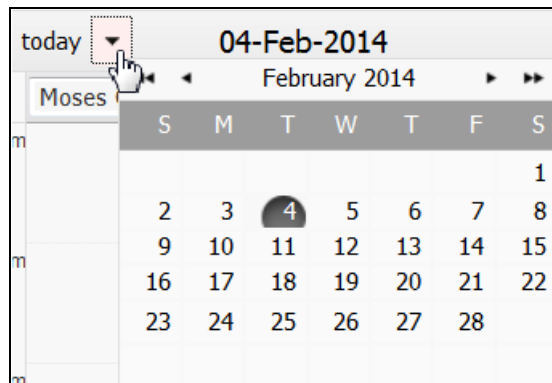 today 04-Feb-2014
February 2014
Moses
S M T W T F S
1
2 3 4 5 6 7 8
9 10 11 12 13 14 15
16 17 18 19 20 21 22
23 24 25 26 27 28
m
m
m